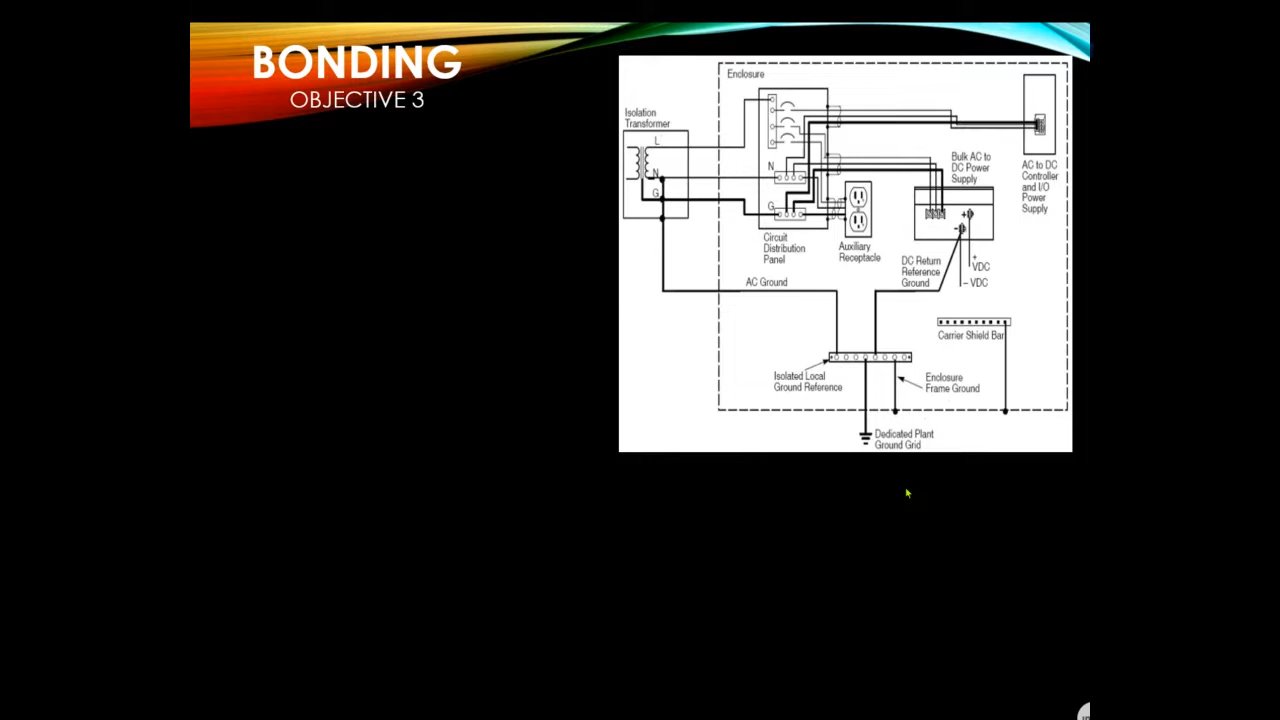 BONDING
OBJECTIVE 3
Enclosure
Isolation
Transformer
L
N
G
N
G
Circuit
Distribution
Panel
Auxiliary
Receptacle
Bulk AC to
DC Power
Supply
AC to DC
Controller
and I/O
Power
Supply
+
-
DC Return
Reference
Ground
+
VDC
– VDC
AC Ground
Carrier Shield Bar
Isolated Local
Ground Reference
Enclosure
Frame Ground
Dedicated Plant
Ground Grid